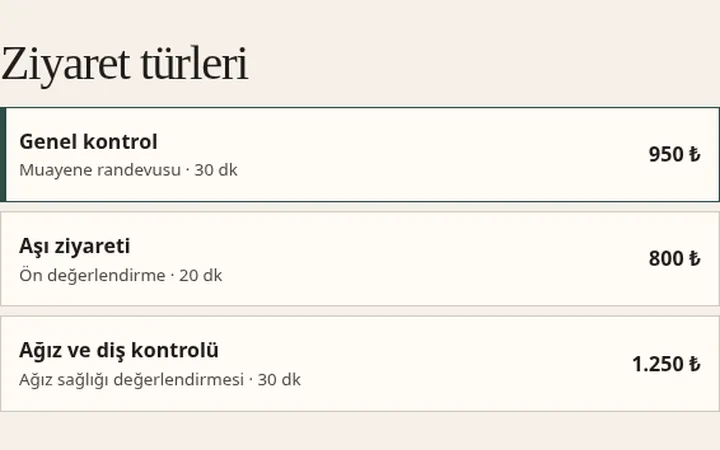 Ziyaret türleri
Genel kontrol
Muayene randevusu · 30 dk
950 ₺
Aşı ziyareti
Ön değerlendirme · 20 dk
800 ₺
Ağız ve diş kontrolü
Ağız sağlığı değerlendirmesi · 30 dk
1.250 ₺